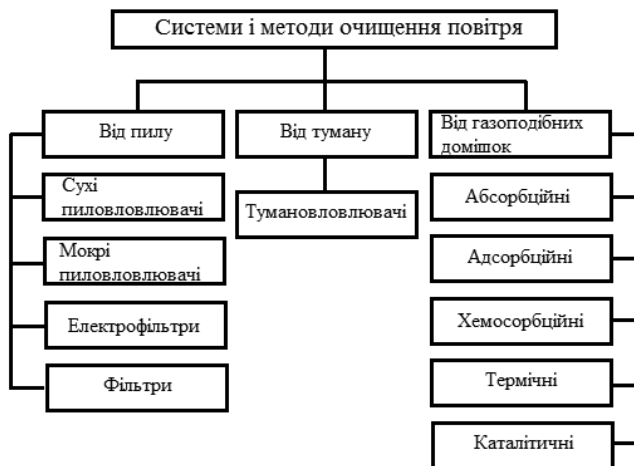 Системи і методи очищення повітря
Від пилу
Від туману
Від газоподібних
домішок
Сухі
пиловловлювачі
Тумановловлювачі
Абсорбційні
Мокрі
пиловловлювачі
Адсорбційні
Електрофільтри
Хемосорбційні
Фільтри
Термічні
Каталітичні